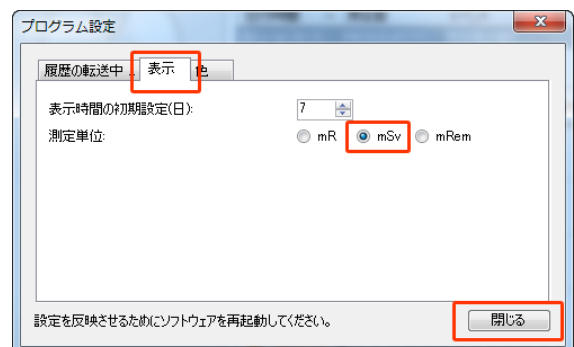 プログラム設定
履歴の転送中 表示 色
表示時間の初期設定(日): 7
測定単位: mR mSv mRem
設定を反映させるためにソフトウェアを再起動してください。 閉じる